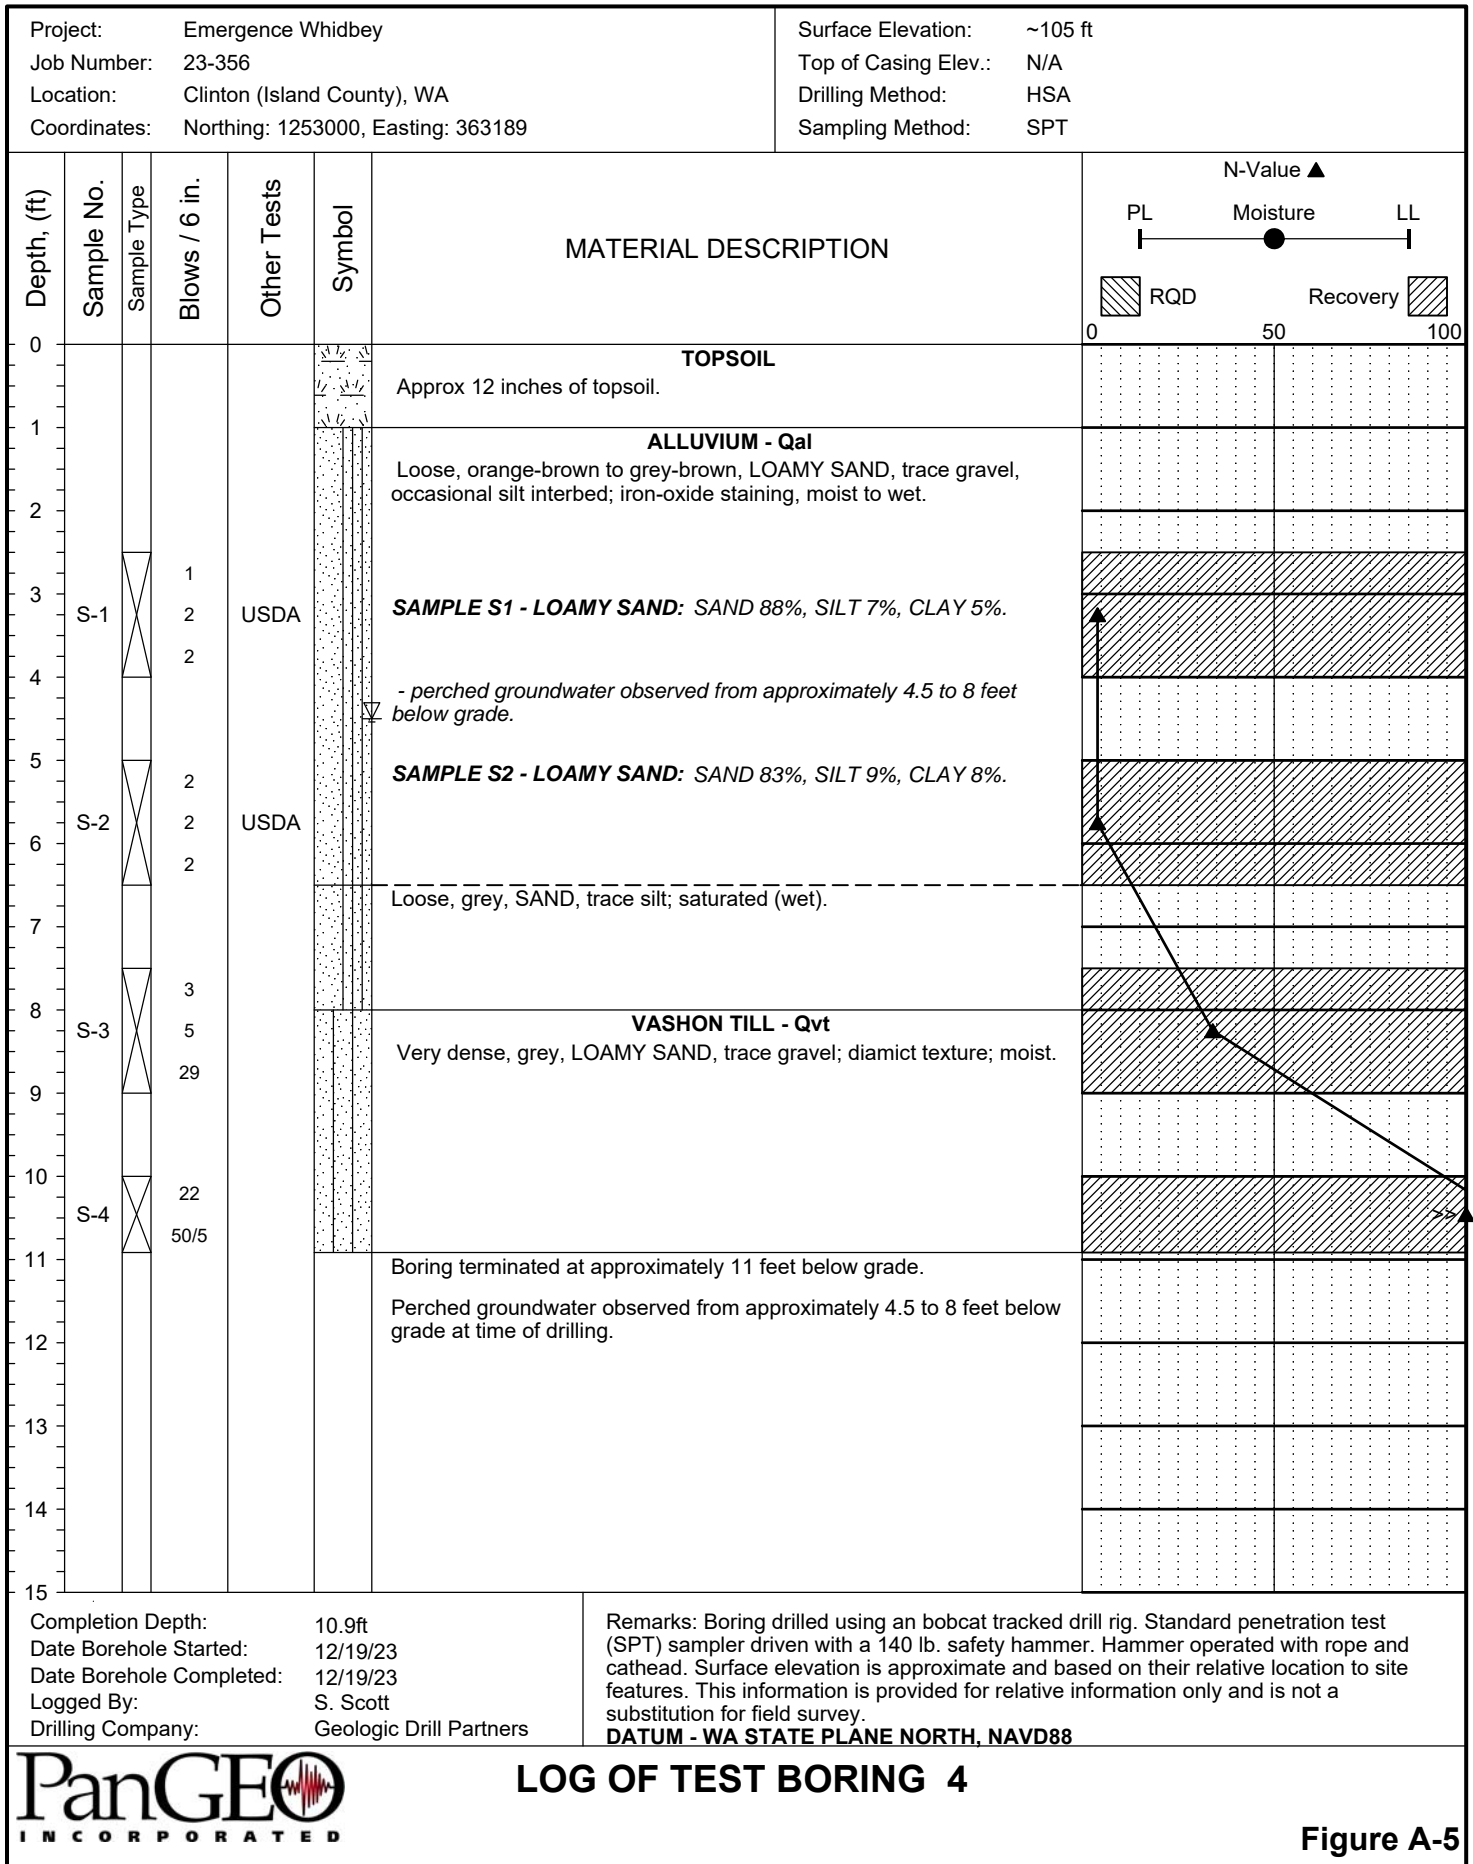 Project: Emergence Whidbey
Job Number: 23-356
Location: Clinton (Island County), WA
Coordinates: Northing: 1253000, Easting: 363189
Surface Elevation: ~105 ft
Top of Casing Elev.: N/A
Drilling Method: HSA
Sampling Method: SPT
Depth, (ft)
Sample No.
Sample Type
Blows / 6 in.
Other Tests
Symbol
MATERIAL DESCRIPTION
N-Value ▲
PL Moisture LL
RQD Recovery
0 50 100
0
TOPSOIL
Approx 12 inches of topsoil.
1
ALLUVIUM - Qal
Loose, orange-brown to grey-brown, LOAMY SAND, trace gravel,
occasional silt interbed; iron-oxide staining, moist to wet.
2
1
3
S-1 2 USDA
SAMPLE S1 - LOAMY SAND: SAND 88%, SILT 7%, CLAY 5%.
2
4
- perched groundwater observed from approximately 4.5 to 8 feet
below grade.
5
SAMPLE S2 - LOAMY SAND: SAND 83%, SILT 9%, CLAY 8%.
2
S-2 2 USDA
6
2
Loose, grey, SAND, trace silt; saturated (wet).
7
3
8
VASHON TILL - Qvt
S-3 5
Very dense, grey, LOAMY SAND, trace gravel; diamict texture; moist.
29
9
10
22
S-4
>>
50/5
11
Boring terminated at approximately 11 feet below grade.
Perched groundwater observed from approximately 4.5 to 8 feet below
grade at time of drilling.
12
13
14
15
Completion Depth: 10.9ft
Date Borehole Started: 12/19/23
Date Borehole Completed: 12/19/23
Logged By: S. Scott
Drilling Company: Geologic Drill Partners
Remarks: Boring drilled using an bobcat tracked drill rig. Standard penetration test
(SPT) sampler driven with a 140 lb. safety hammer. Hammer operated with rope and
cathead. Surface elevation is approximate and based on their relative location to site
features. This information is provided for relative information only and is not a
substitution for field survey.
DATUM - WA STATE PLANE NORTH, NAVD88
PanGEO
INCORPORATED
LOG OF TEST BORING 4
Figure A-5